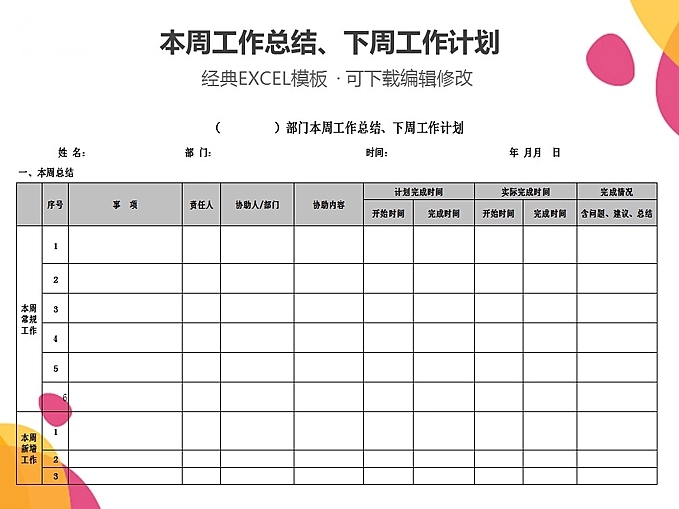 本周工作总结、下周工作计划
经典EXCEL模板 · 可下载编辑修改
（ ）部门本周工作总结、下周工作计划
姓 名： 部 门： 时间： 年 月月 日
一、本周总结
序号 事 项 责任人 协助人/部门 协助内容 计划完成时间 实际完成时间 完成情况
开始时间 完成时间 开始时间 完成时间 含问题、建议、总结
本周常规工作
1
2
3
4
5
6
本周新增工作
1
2
3